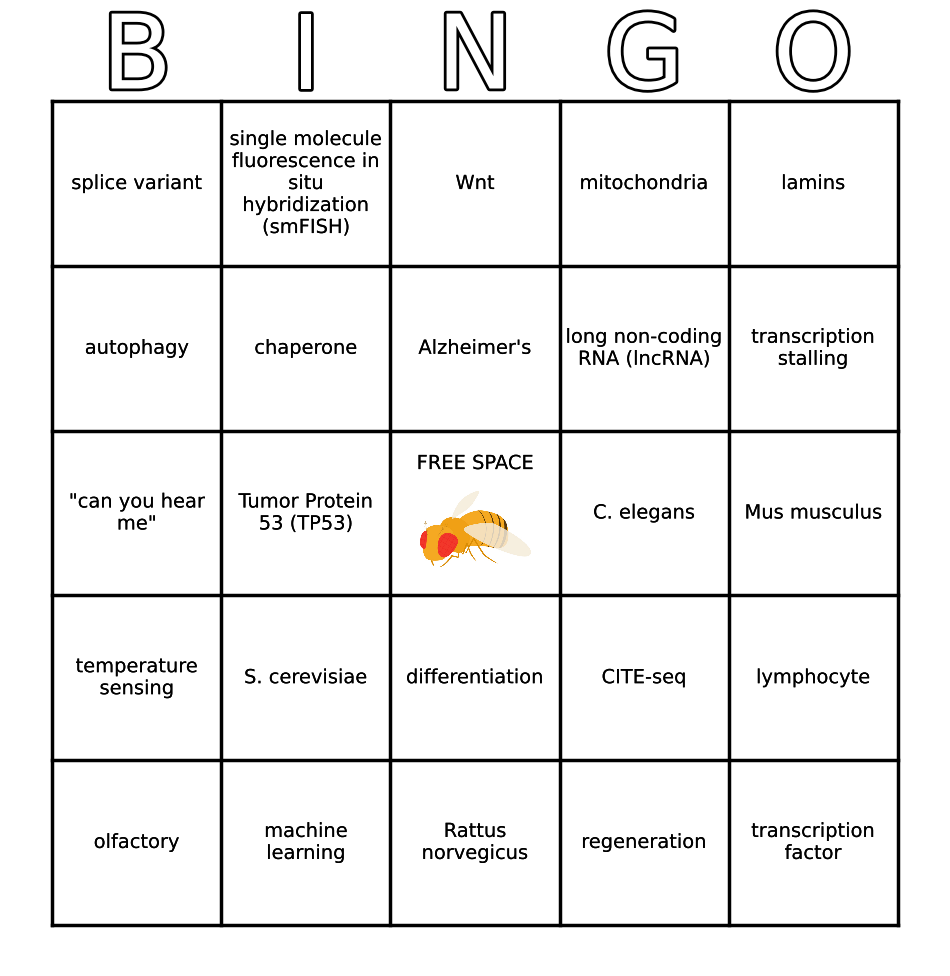 B I N G O
splice variant
single molecule
fluorescence in
situ
hybridization
(smFISH)
Wnt
mitochondria
lamins
autophagy
chaperone
Alzheimer's
long non-coding
RNA (lncRNA)
transcription
stalling
"can you hear
me"
Tumor Protein
53 (TP53)
FREE SPACE
C. elegans
Mus musculus
temperature
sensing
S. cerevisiae
differentiation
CITE-seq
lymphocyte
olfactory
machine
learning
Rattus
norvegicus
regeneration
transcription
factor